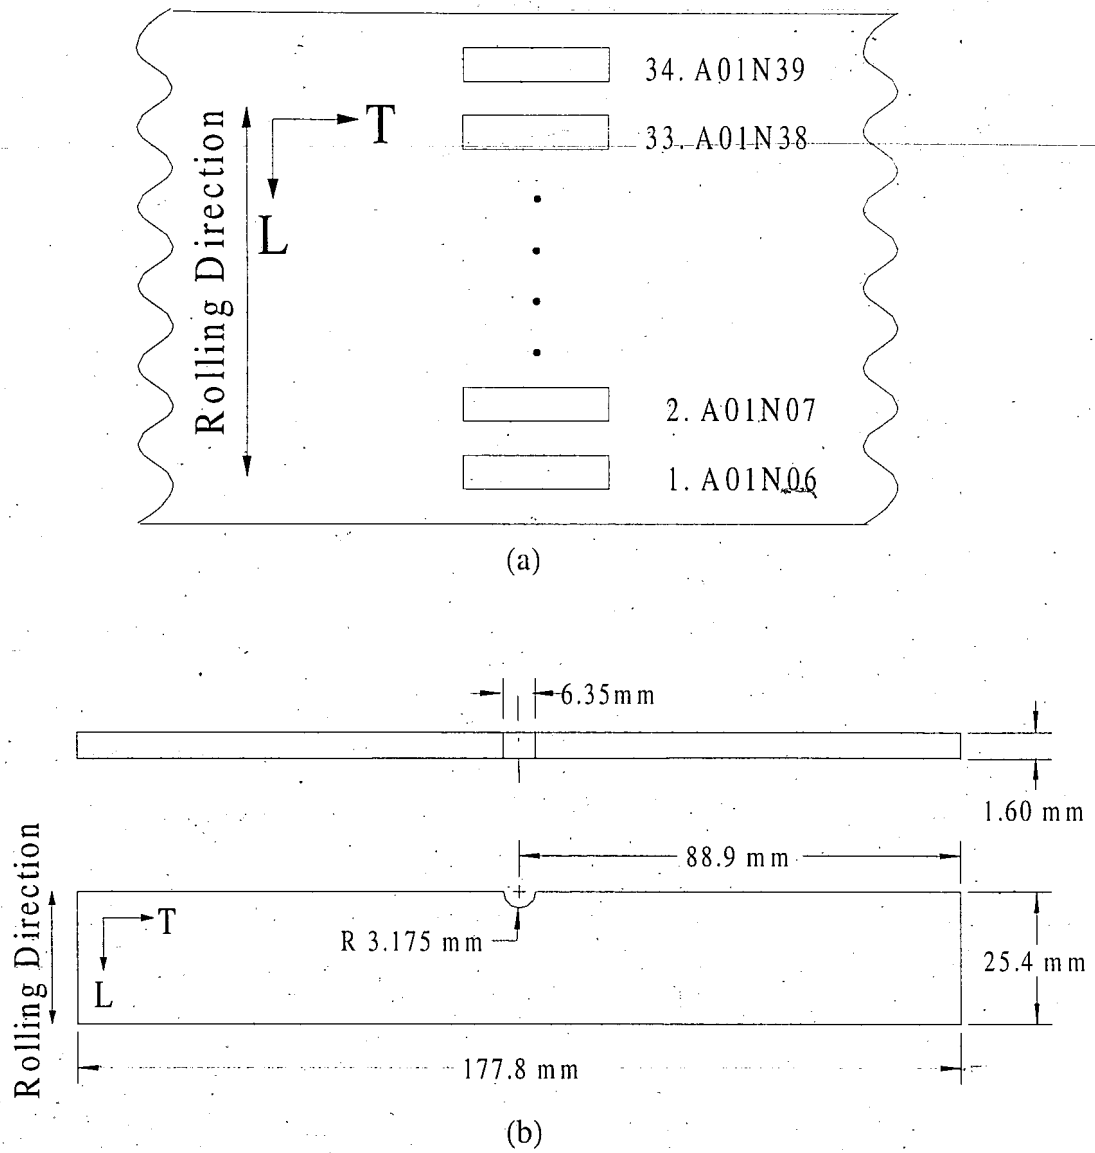 34. A01N39
T
33. A01N38
L
Rolling Direction
2. A01N07
1. A01N06
(a)
6.35mm
1.60 mm
88.9 mm
Rolling Direction
T
R 3.175 mm
25.4 mm
L
177.8 mm
(b)